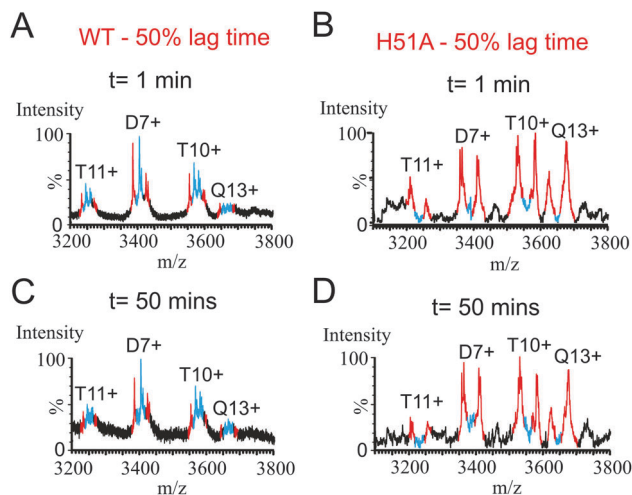 A
WT - 50% lag time
t= 1 min
Intensity
100
%
0
D7+
T11+
T10+
Q13+
3200 3400 3600 3800
m/z
B
H51A - 50% lag time
t= 1 min
Intensity
100
%
0
T11+
D7+
T10+
Q13+
3200 3400 3600 3800
m/z
C
t= 50 mins
Intensity
100
%
0
D7+
T11+
T10+
Q13+
3200 3400 3600 3800
m/z
D
t= 50 mins
Intensity
100
%
0
T11+
D7+
T10+
Q13+
3200 3400 3600 3800
m/z